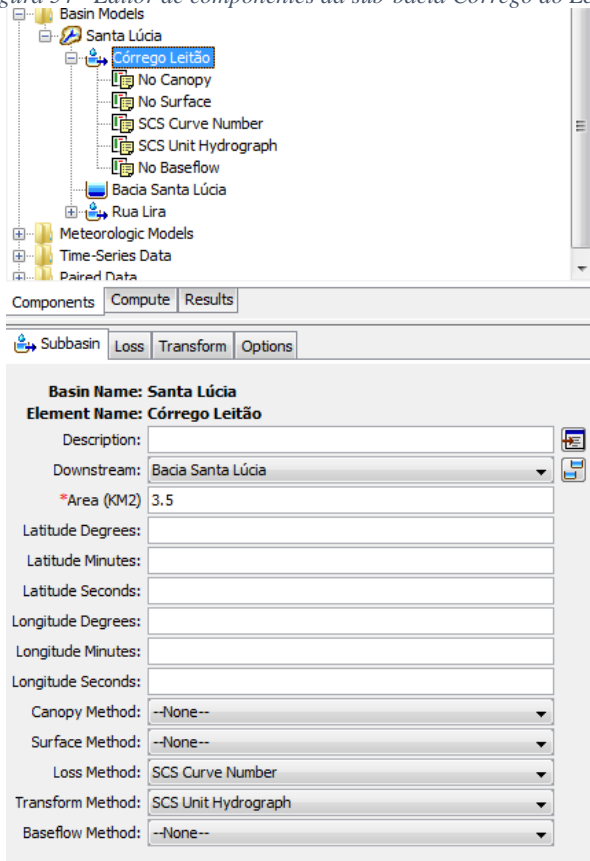 Basin Models
Santa Lúcia
Córrego Leitão
No Canopy
No Surface
SCS Curve Number
SCS Unit Hydrograph
No Baseflow
Bacia Santa Lúcia
Rua Lira
Meteorologic Models
Time-Series Data
Paired Data
Components Compute Results
Subbasin Loss Transform Options
Basin Name: Santa Lúcia
Element Name: Córrego Leitão
Description:
Downstream: Bacia Santa Lúcia
*Area (KM2) 3.5
Latitude Degrees:
Latitude Minutes:
Latitude Seconds:
Longitude Degrees:
Longitude Minutes:
Longitude Seconds:
Canopy Method: --None--
Surface Method: --None--
Loss Method: SCS Curve Number
Transform Method: SCS Unit Hydrograph
Baseflow Method: --None--